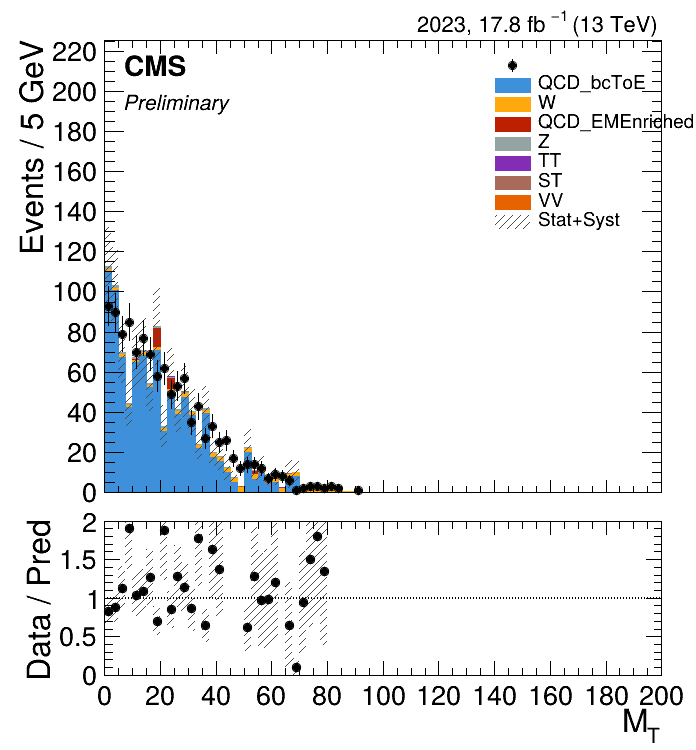 2023, 17.8 fb⁻¹ (13 TeV)
CMS
Preliminary
QCD_bcToE
W
QCD_EMEnriched
Z
TT
ST
VV
Stat+Syst
Events / 5 GeV
220
200
180
160
140
120
100
80
60
40
20
0
Data / Pred
2
1.5
1
0.5
0
0 20 40 60 80 100 120 140 160 180 200
M_T